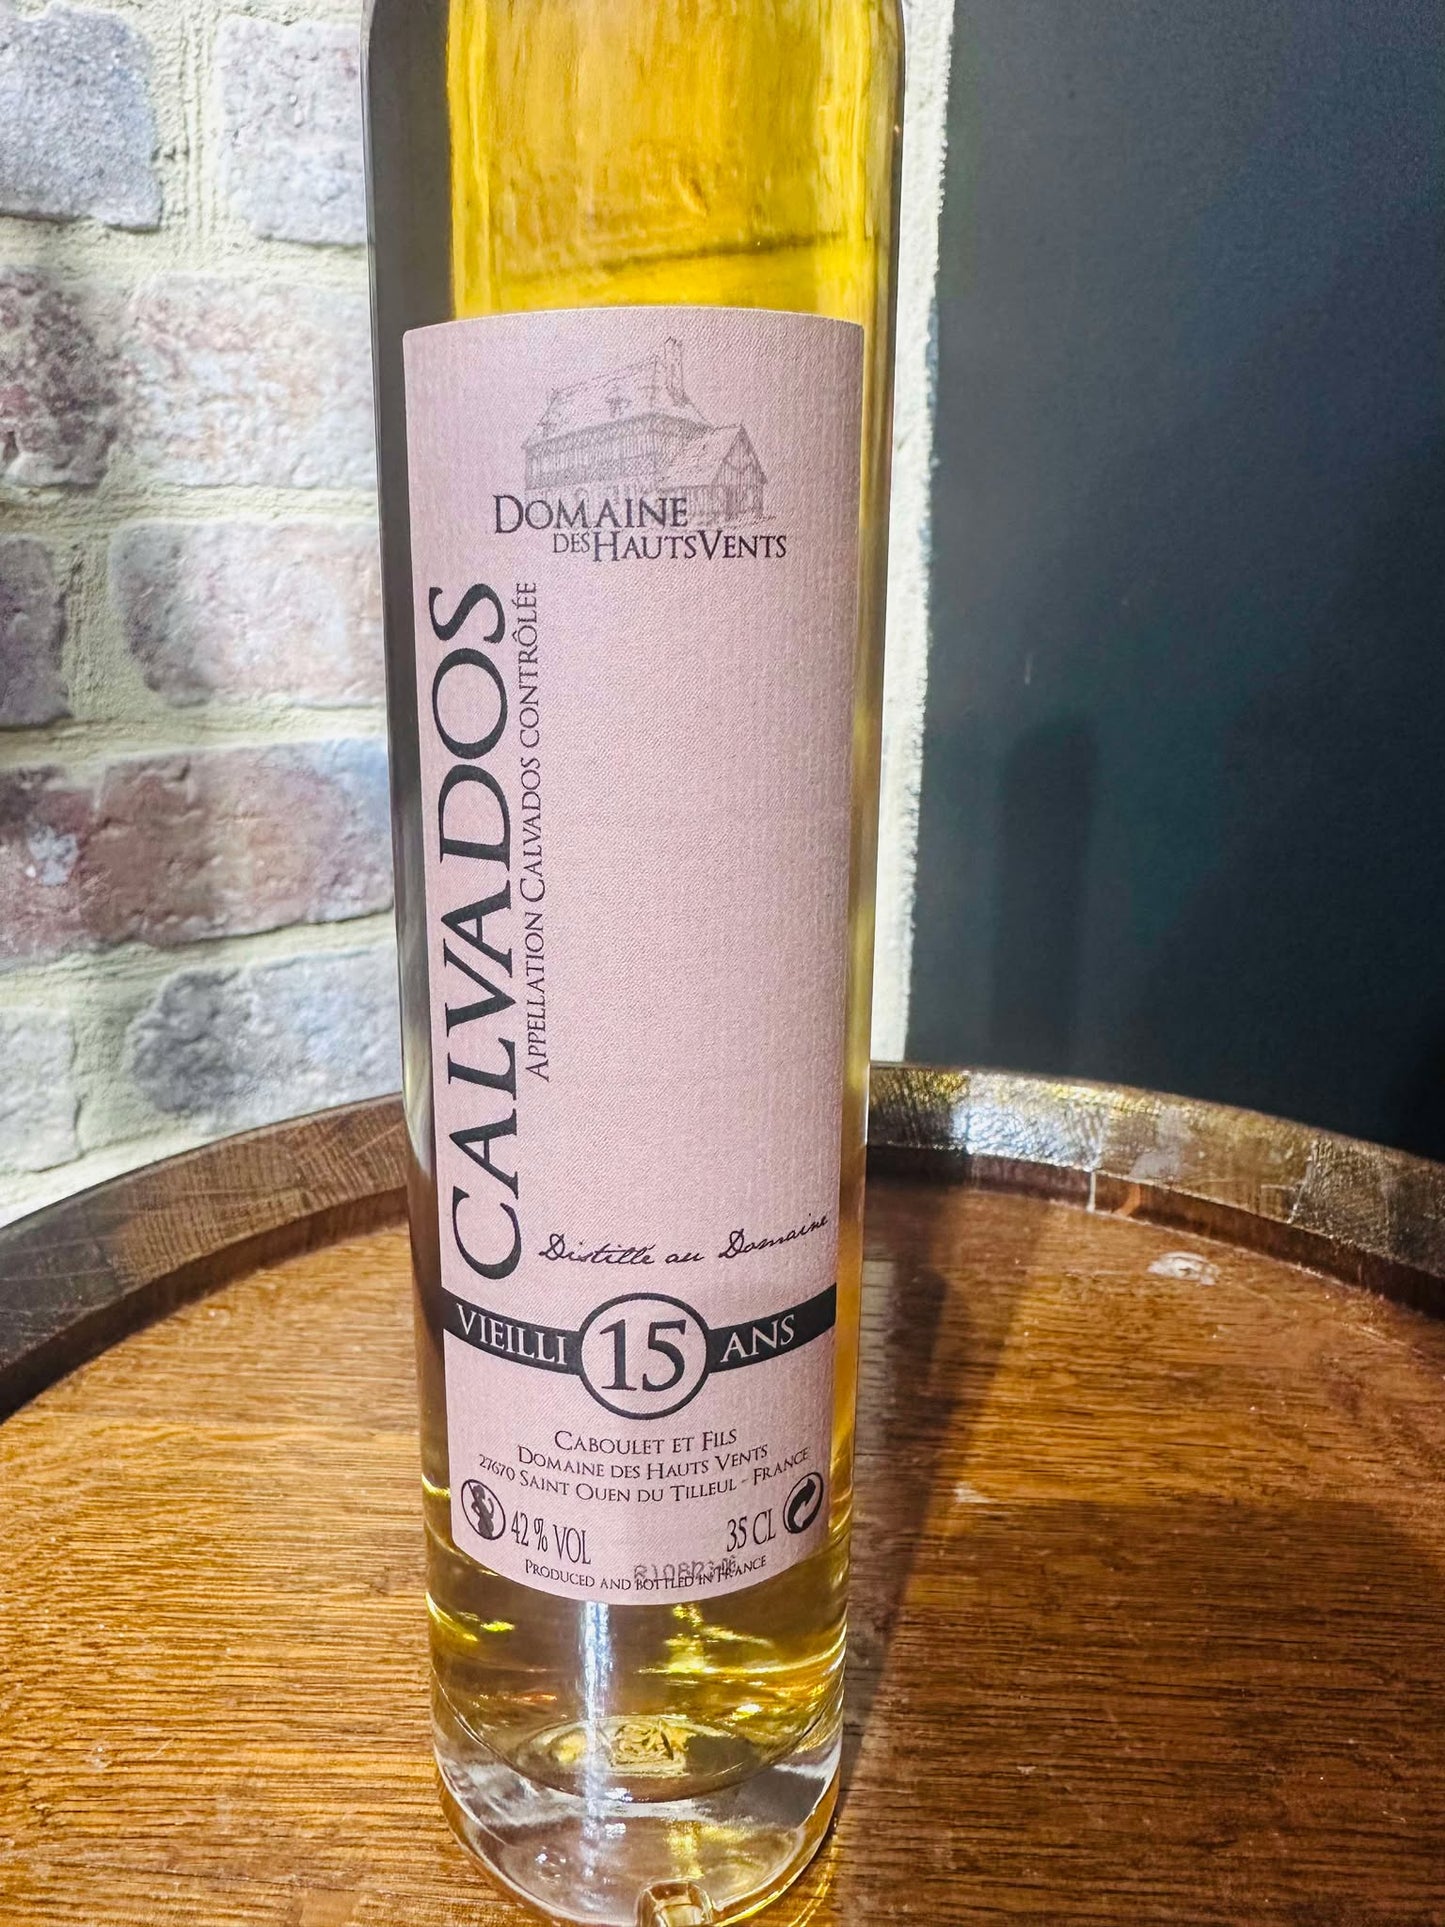 Domaine
des Hauts Vents
CALVADOS
Appellation Calvados contrôlée
Distillé au Domaine
VIEILLI 15 ANS
Caboulet et Fils
Domaine des Hauts Vents
27670 Saint Ouen du Tilleul - France
42 % VOL
35 CL
Produced and bottled in France